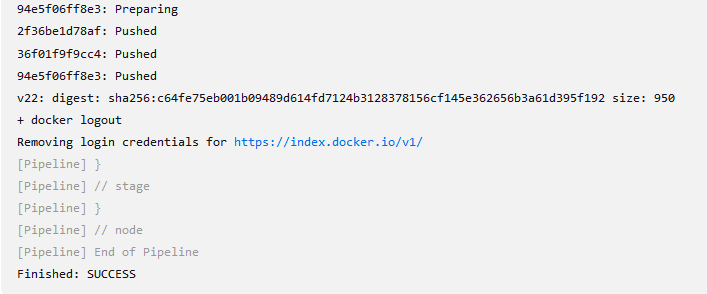 94e5f06ff8e3: Preparing
2f36be1d78af: Pushed
36f01f9f9cc4: Pushed
94e5f06ff8e3: Pushed
v22: digest: sha256:c64fe75eb001b09489d614fd7124b3128378156cf145e362656b3a61d395f192 size: 950
+ docker logout
Removing login credentials for https://index.docker.io/v1/
[Pipeline] }
[Pipeline] // stage
[Pipeline] }
[Pipeline] // node
[Pipeline] End of Pipeline
Finished: SUCCESS